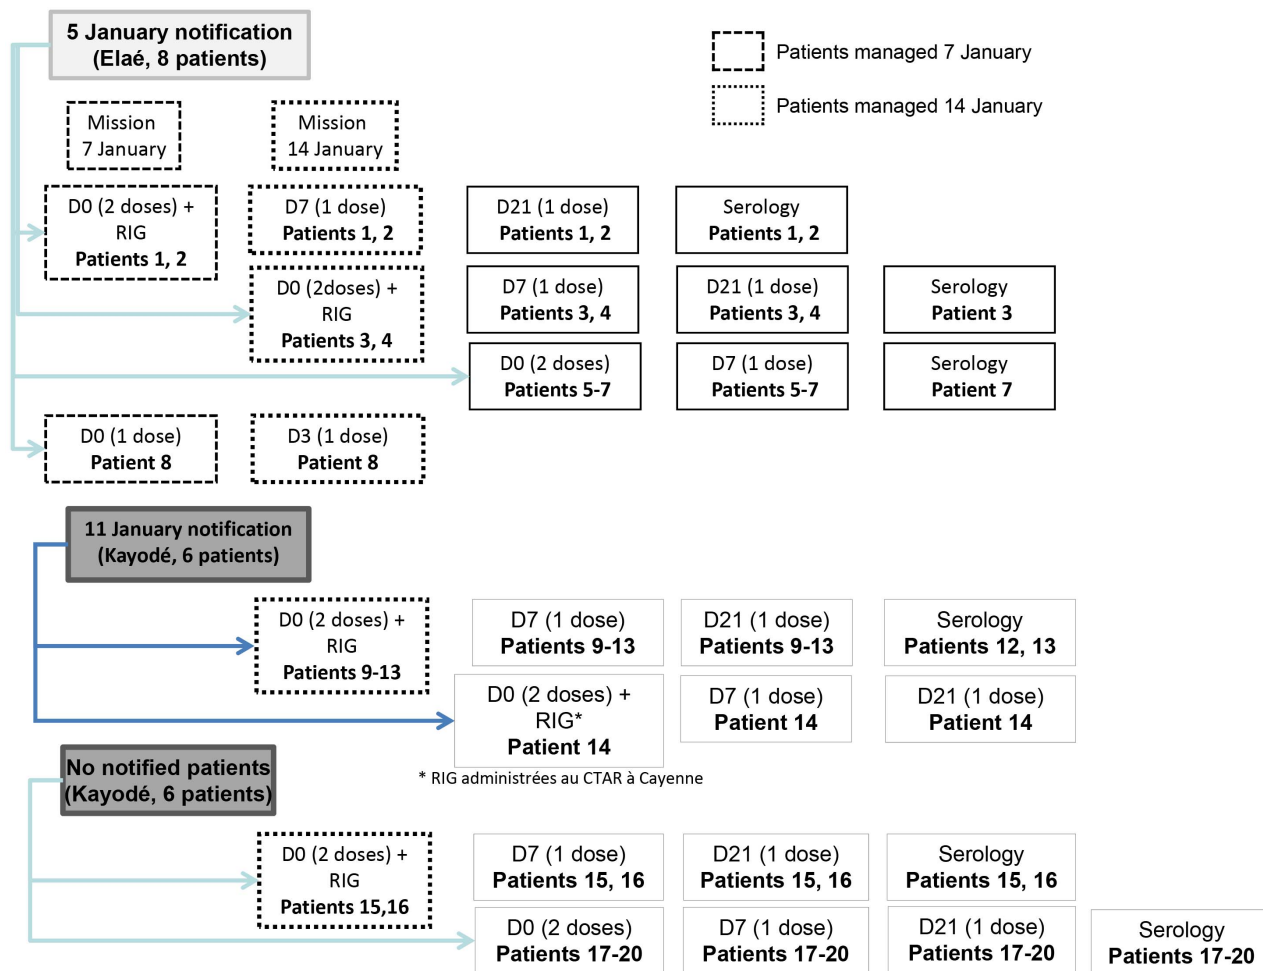 5 January notification
(Elaé, 8 patients)
Patients managed 7 January
Patients managed 14 January
Mission
7 January
Mission
14 January
D0 (2 doses) +
RIG
Patients 1, 2
D7 (1 dose)
Patients 1, 2
D21 (1 dose)
Patients 1, 2
Serology
Patients 1, 2
D0 (2doses) +
RIG
Patients 3, 4
D7 (1 dose)
Patients 3, 4
D21 (1 dose)
Patients 3, 4
Serology
Patient 3
D0 (2 doses)
Patients 5-7
D7 (1 dose)
Patients 5-7
Serology
Patient 7
D0 (1 dose)
Patient 8
D3 (1 dose)
Patient 8
11 January notification
(Kayodé, 6 patients)
D0 (2 doses) +
RIG
Patients 9-13
D7 (1 dose)
Patients 9-13
D21 (1 dose)
Patients 9-13
Serology
Patients 12, 13
D0 (2 doses) +
RIG*
Patient 14
D7 (1 dose)
Patient 14
D21 (1 dose)
Patient 14
* RIG administrées au CTAR à Cayenne
No notified patients
(Kayodé, 6 patients)
D0 (2 doses) +
RIG
Patients 15,16
D7 (1 dose)
Patients 15, 16
D21 (1 dose)
Patients 15, 16
Serology
Patients 15, 16
D0 (2 doses)
Patients 17-20
D7 (1 dose)
Patients 17-20
D21 (1 dose)
Patients 17-20
Serology
Patients 17-20